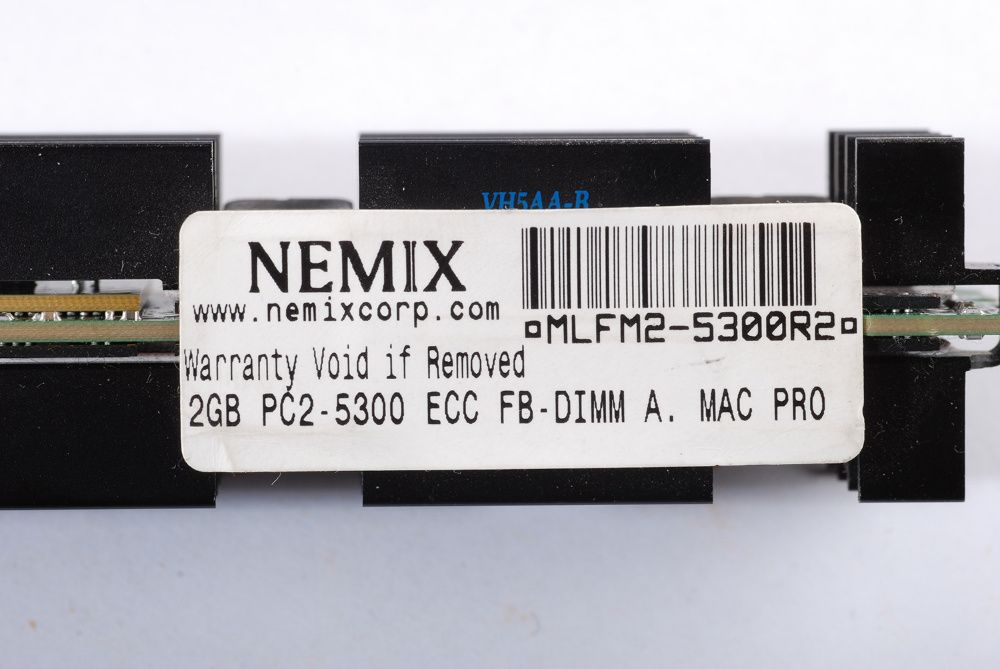 VH5AA-B
NEMIX
www.nemixcorp.com
▯MLFM2-5300R2▯
Warranty Void if Removed
2GB PC2-5300 ECC FB-DIMM A. MAC PRO